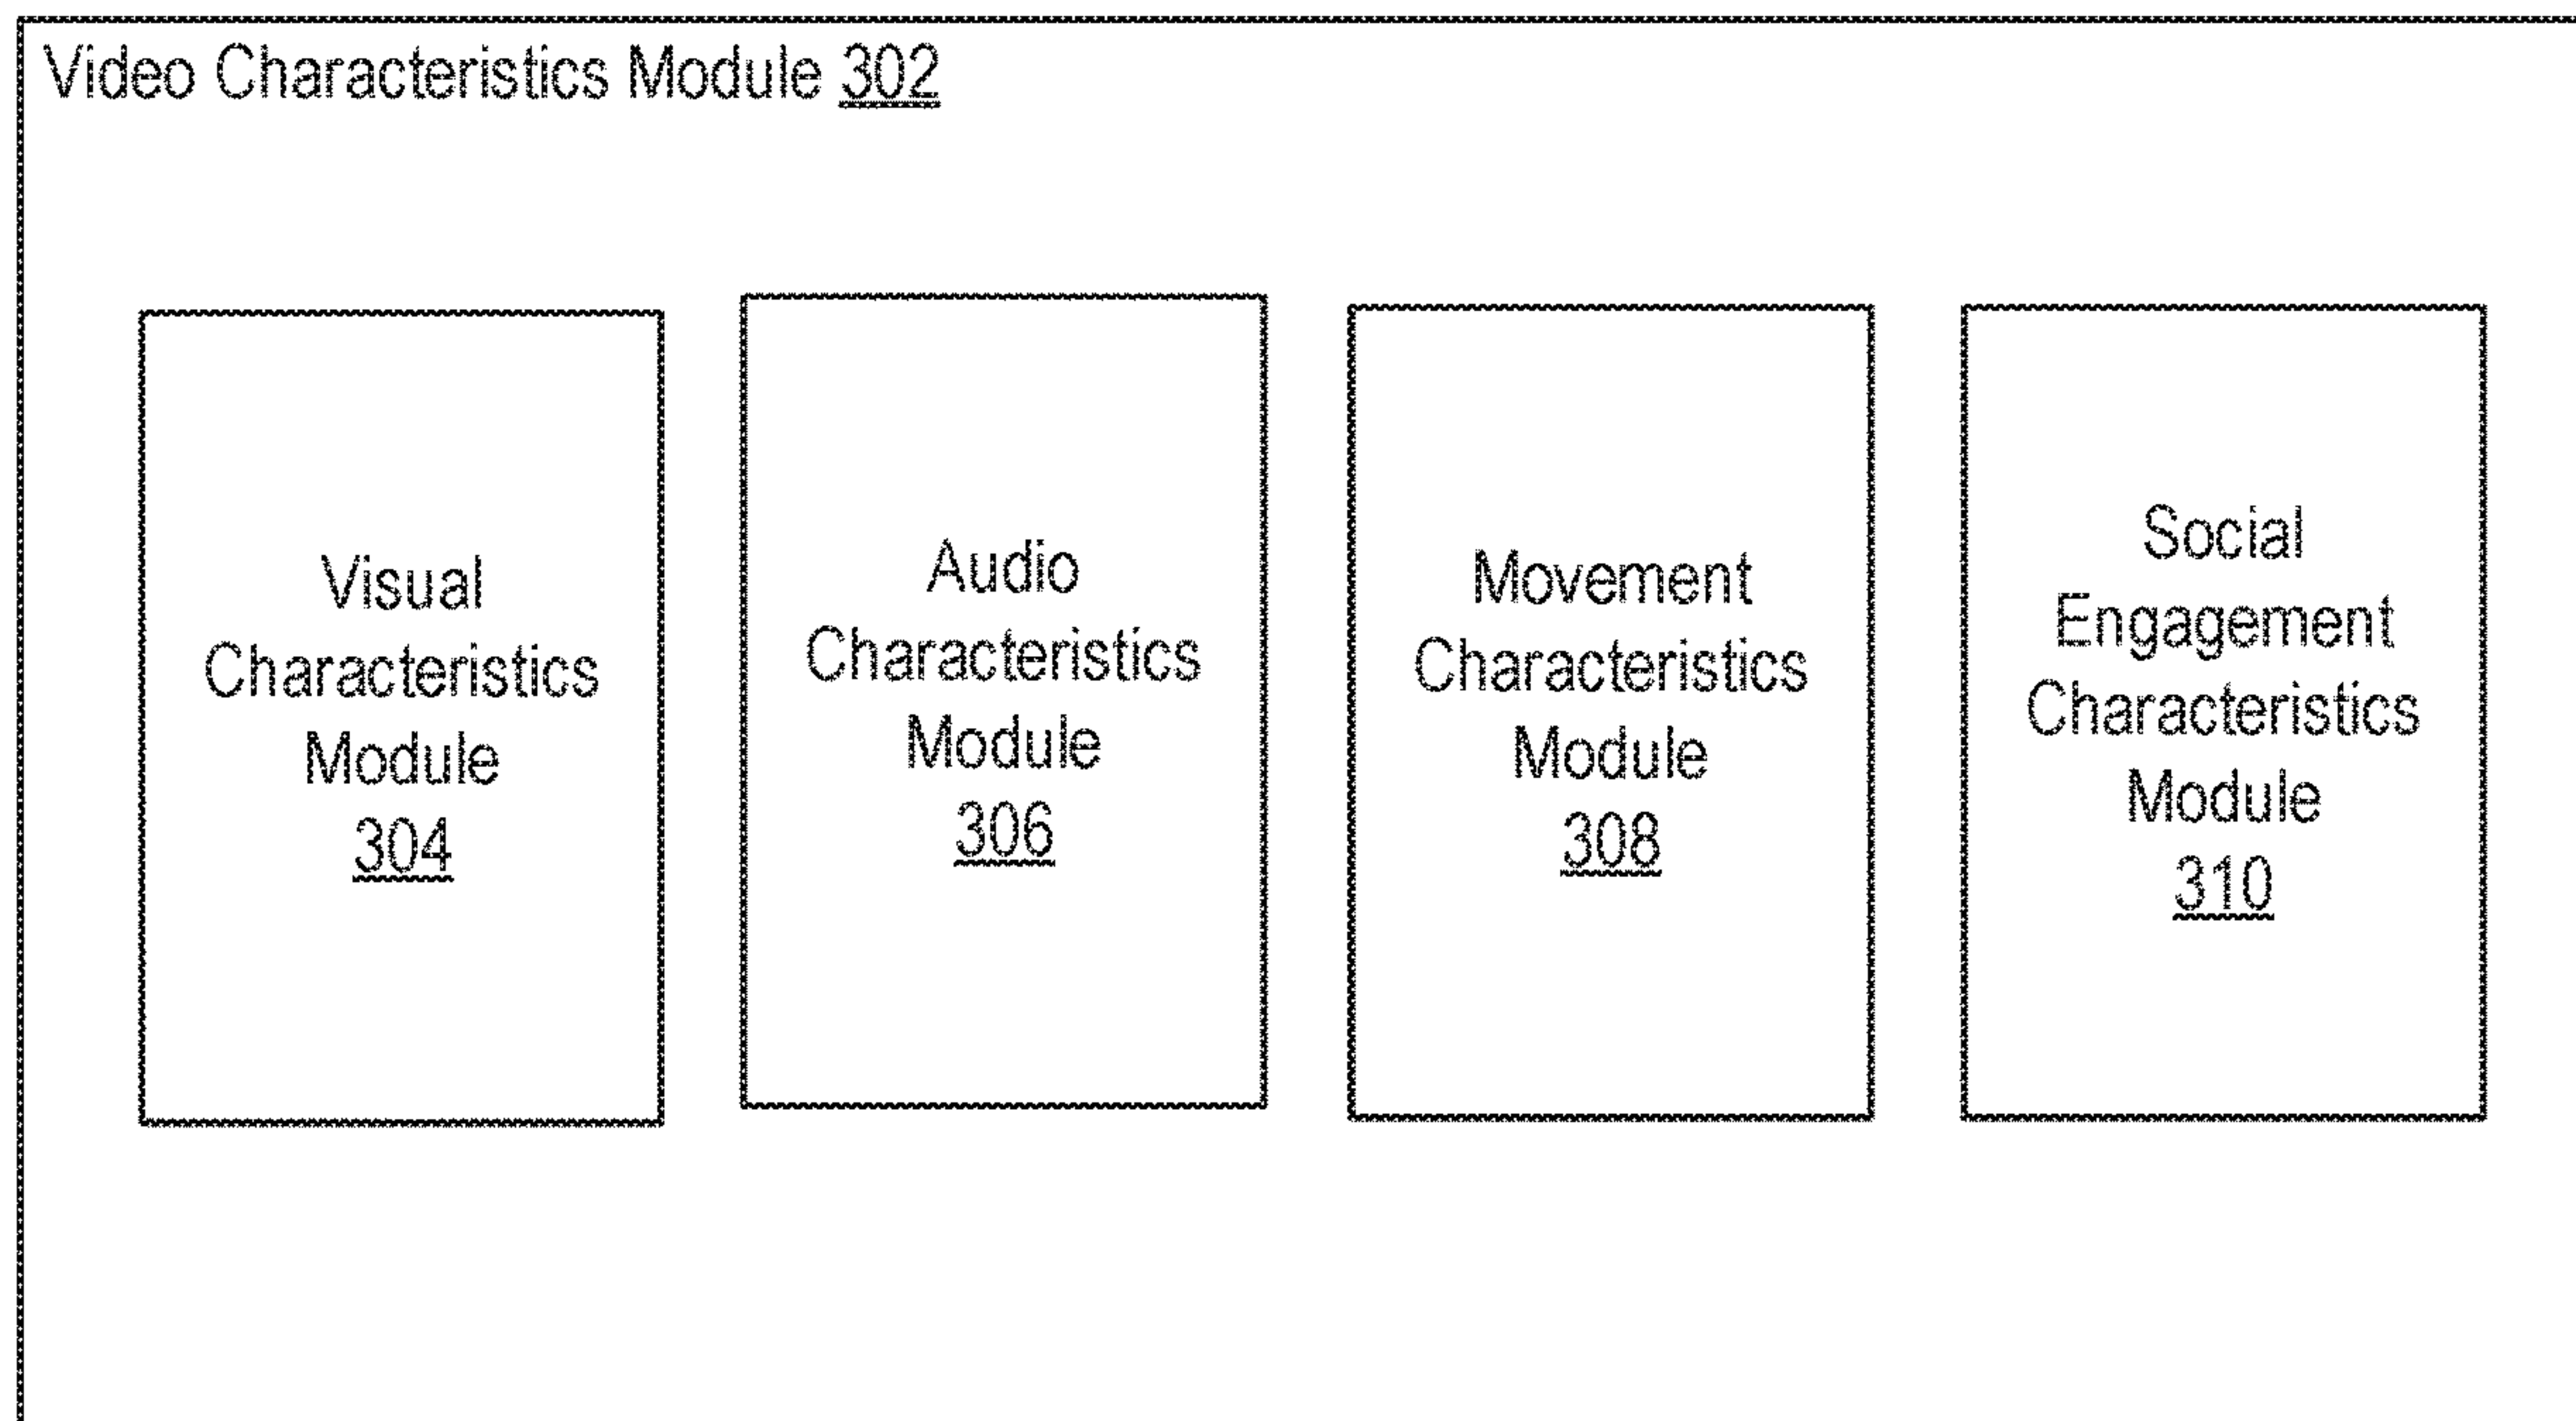 Video Characteristics Module 302
Visual
Characteristics
Module
304
Audio
Characteristics
Module
306
Movement
Characteristics
Module
308
Social
Engagement
Characteristics
Module
310